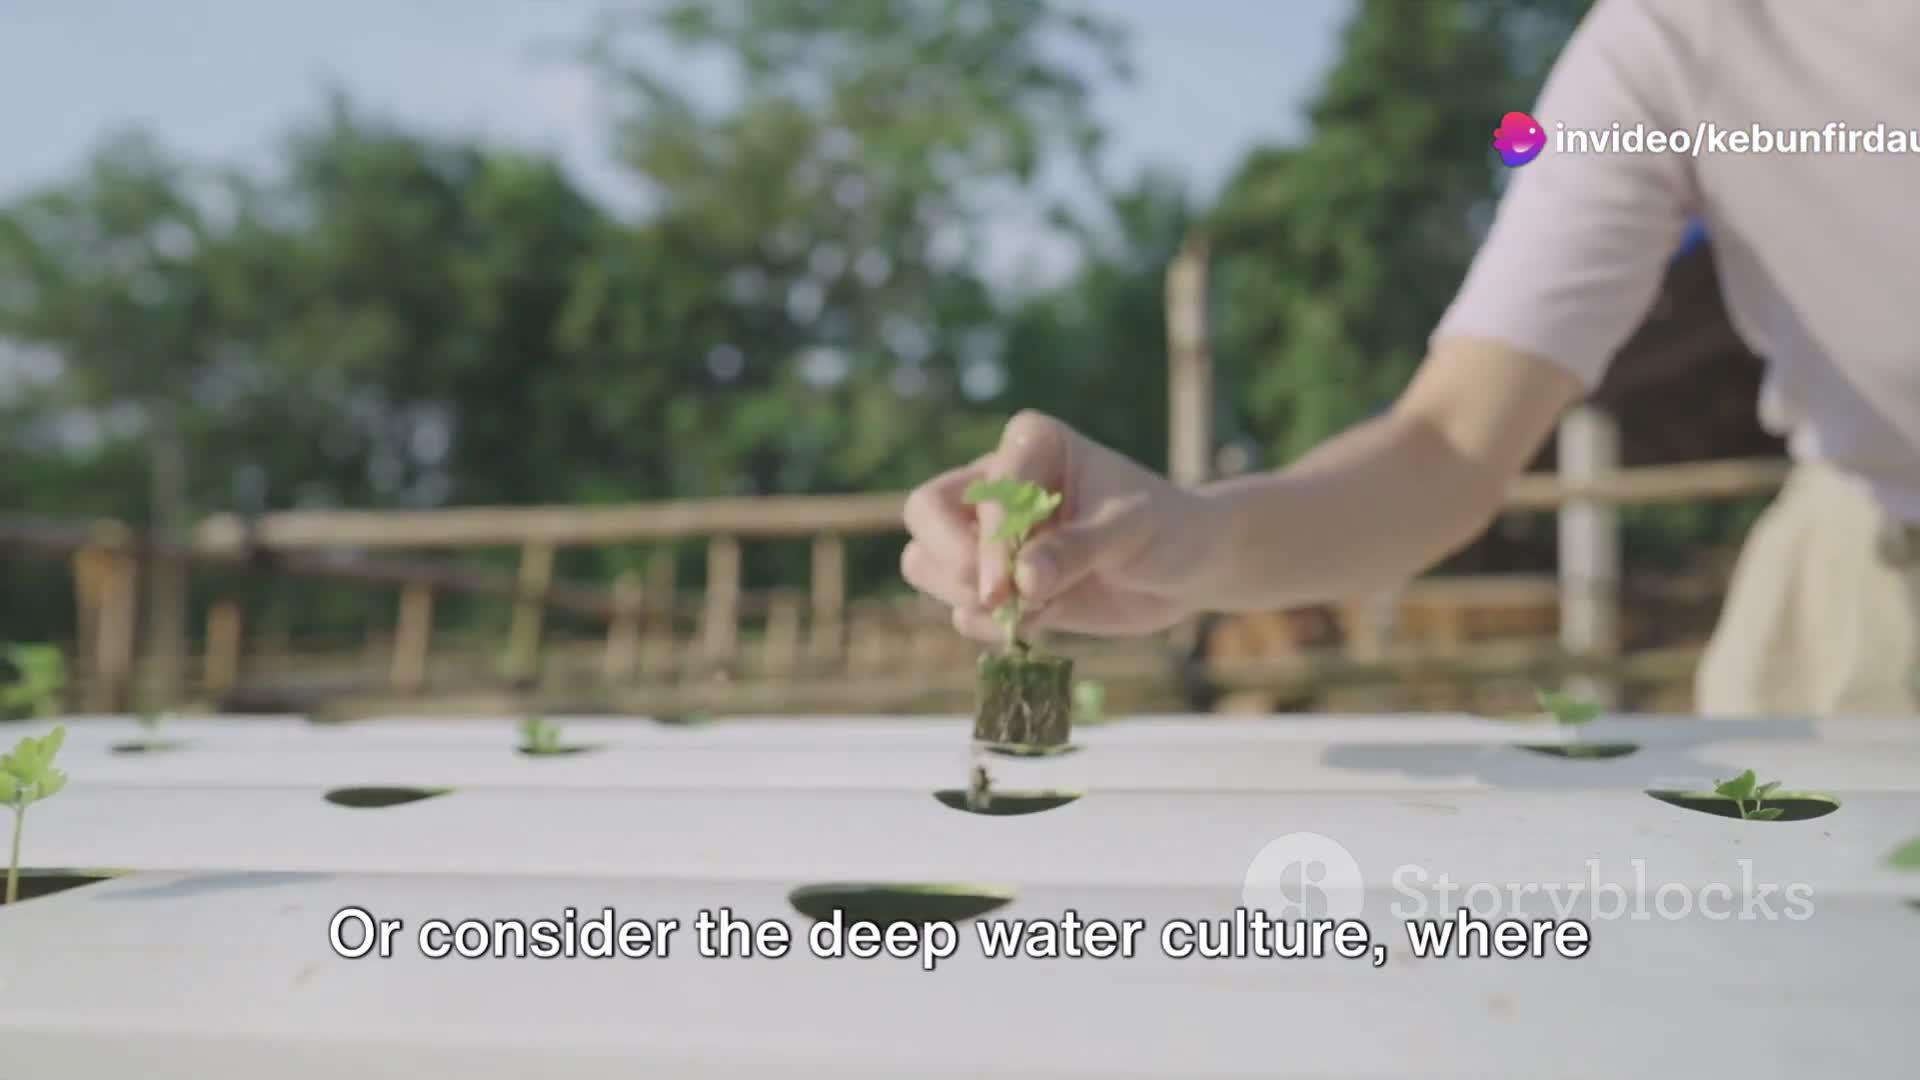 invideo/kebunfirdau
Storyblocks
Or consider the deep water culture, where